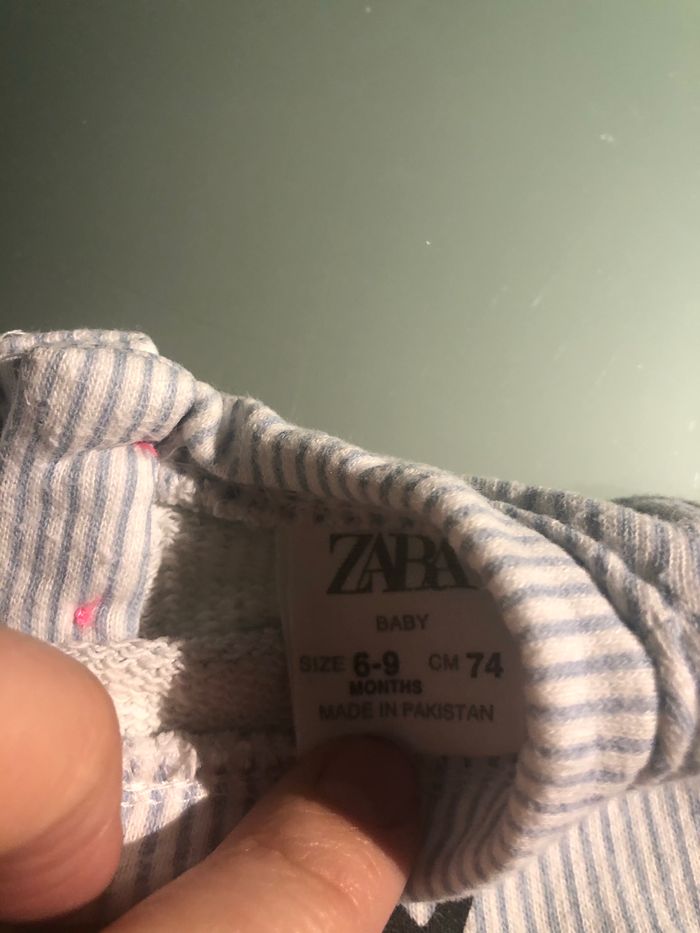 ZARA
BABY
SIZE 6-9 CM 74
MONTHS
MADE IN PAKISTAN